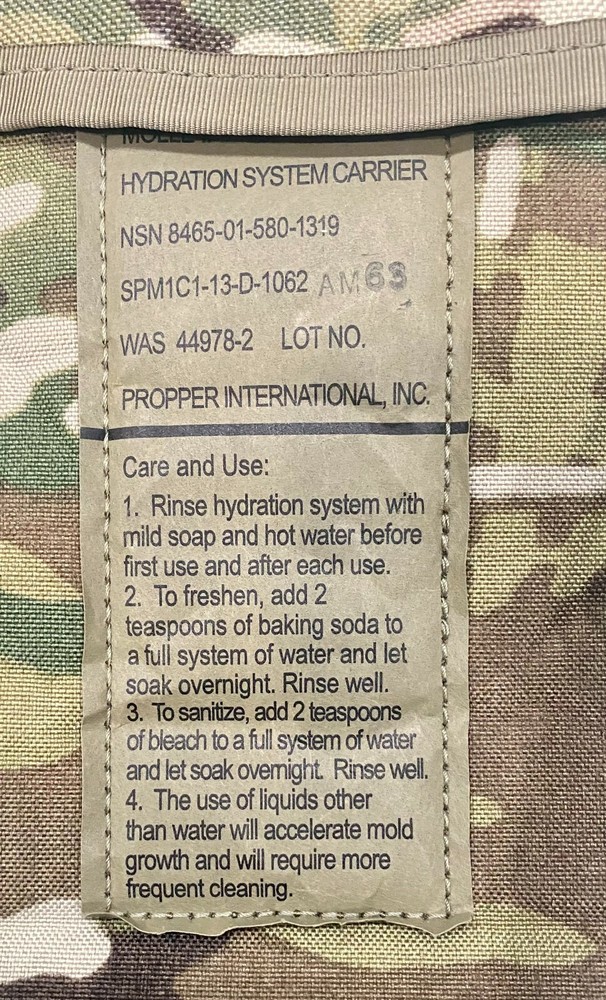 HYDRATION SYSTEM CARRIER
NSN 8465-01-580-1319
SPM1C1-13-D-1062 AM63
WAS 44978-2 LOT NO.
PROPPER INTERNATIONAL, INC.
Care and Use:
1. Rinse hydration system with
mild soap and hot water before
first use and after each use.
2. To freshen, add 2
teaspoons of baking soda to
a full system of water and let
soak overnight. Rinse well.
3. To sanitize, add 2 teaspoons
of bleach to a full system of water
and let soak overnight. Rinse well.
4. The use of liquids other
than water will accelerate mold
growth and will require more
frequent cleaning.